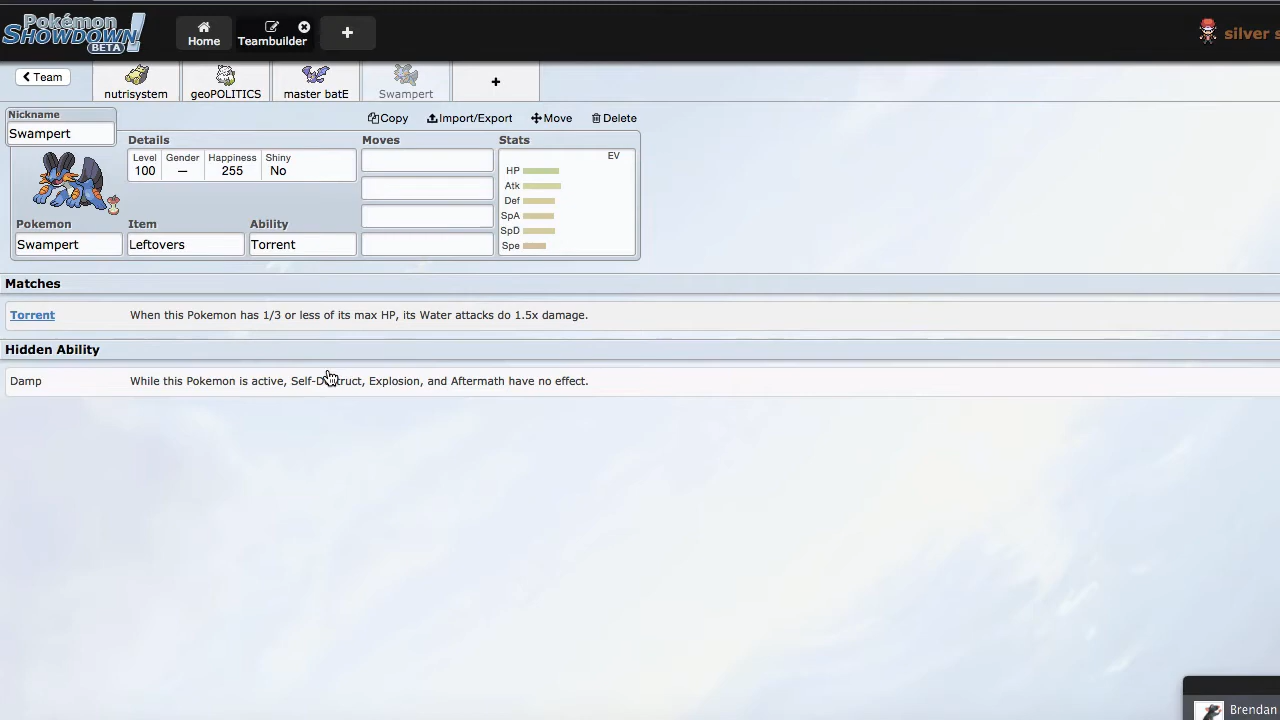 Pokémon
SHOWDOWN!
BETA
Home
Teambuilder
+
silver s
Team
nutrisystem
geoPOLITICS
master batE
Swampert
+
Nickname
Swampert
Copy
Import/Export
Move
Delete
Details
Moves
Stats
Level
Gender
Happiness
Shiny
100
—
255
No
EV
HP
Atk
Def
SpA
SpD
Spe
Pokemon
Item
Ability
Swampert
Leftovers
Torrent
Matches
Torrent When this Pokemon has 1/3 or less of its max HP, its Water attacks do 1.5x damage.
Hidden Ability
Damp While this Pokemon is active, Self-Destruct, Explosion, and Aftermath have no effect.
Brendan